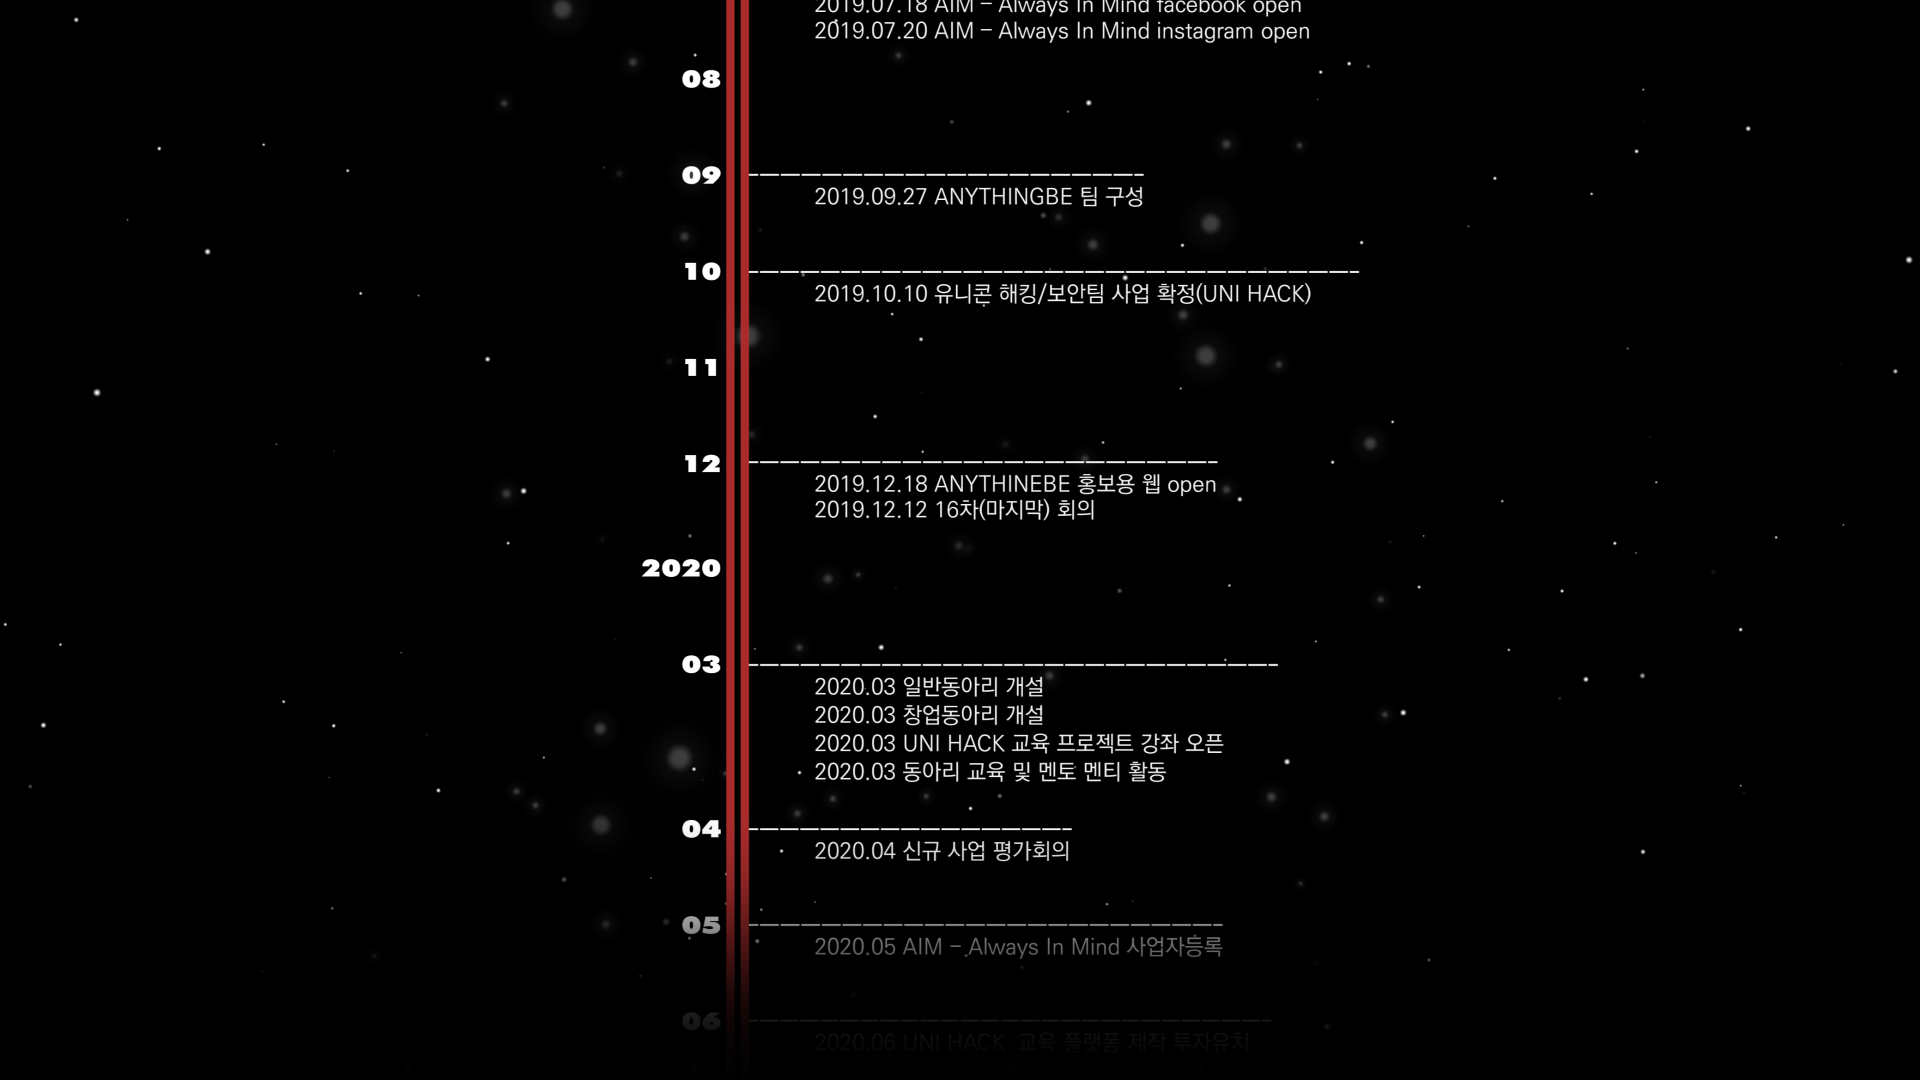 2019.07.18 AIM – Always In Mind facebook open
2019.07.20 AIM – Always In Mind instagram open
08
09
2019.09.27 ANYTHINGBE 팀 구성
10
2019.10.10 유니콘 해킹/보안팀 사업 확정(UNI HACK)
11
12
2019.12.18 ANYTHINEBE 홍보용 웹 open
2019.12.12 16차(마지막) 회의
2020
03
2020.03 일반동아리 개설
2020.03 창업동아리 개설
2020.03 UNI HACK 교육 프로젝트 강좌 오픈
2020.03 동아리 교육 및 멘토 멘티 활동
04
2020.04 신규 사업 평가회의
05
2020.05 AIM – Always In Mind 사업자등록
06
2020.06 UNI HACK 교육 플랫폼 제작 투자유치